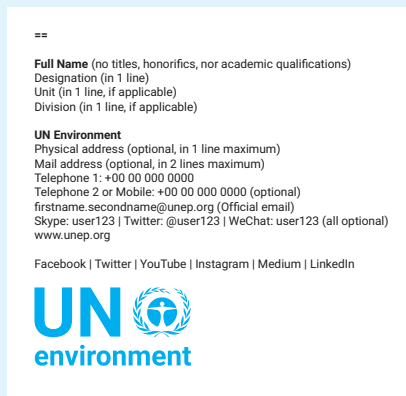 ==
Full Name (no titles, honorifics, nor academic qualifications)
Designation (in 1 line)
Unit (in 1 line, if applicable)
Division (in 1 line, if applicable)
UN Environment
Physical address (optional, in 1 line maximum)
Mail address (optional, in 2 lines maximum)
Telephone 1: +00 00 000 0000
Telephone 2 or Mobile: +00 00 000 0000 (optional)
firstname.secondname@unep.org (Official email)
Skype: user123 | Twitter: @user123 | WeChat: user123 (all optional)
www.unep.org
Facebook | Twitter | YouTube | Instagram | Medium | LinkedIn
UN
environment